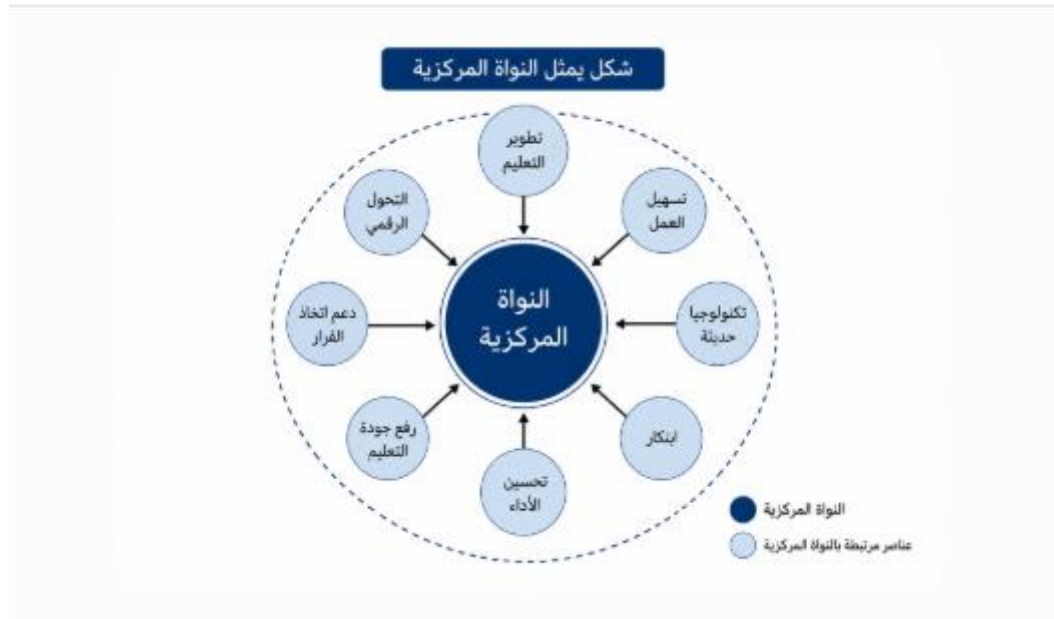 شكل يمثل النواة المركزية
تطوير
التعليم
تسهيل
العمل
تكنولوجيا
حديثة
ابتكار
تحسين
الأداء
رفع جودة
التعليم
دعم اتخاذ
القرار
التحول
الرقمي
النواة
المركزية
النواة المركزية
عناصر مرتبطة بالنواة المركزية